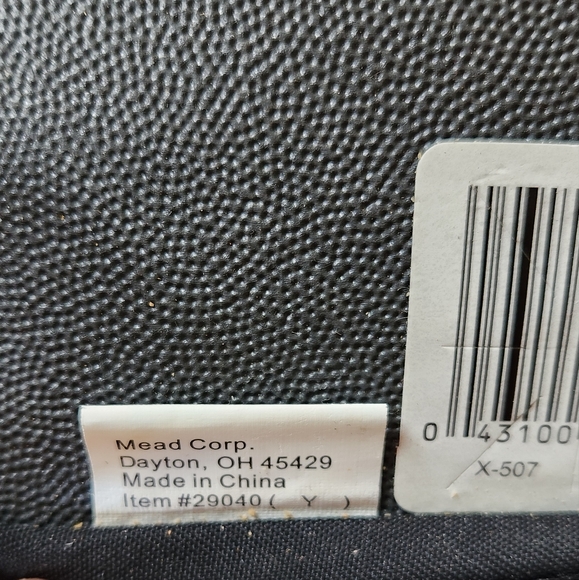 Mead Corp.
Dayton, OH 45429
Made in China
Item #29040 ( Y )
0 43100
X-507